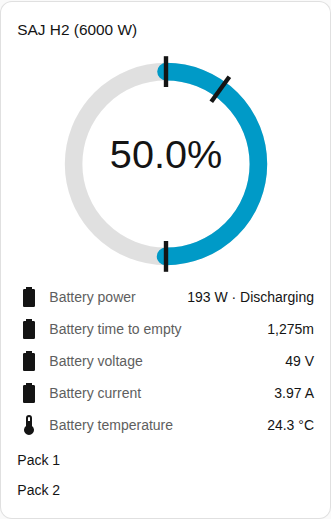 SAJ H2 (6000 W)
50.0%
Battery power 193 W · Discharging
Battery time to empty 1,275m
Battery voltage 49 V
Battery current 3.97 A
Battery temperature 24.3 °C
Pack 1
Pack 2